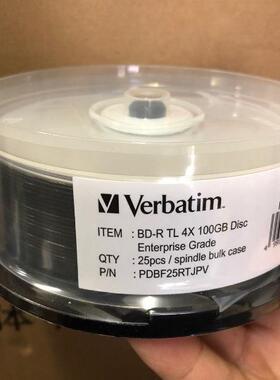 Verbatim.
ITEM : BD-R TL 4X 100GB Disc
Enterprise Grade
QTY : 25pcs / spindle bulk case
P/N : PDBF25RTJPV